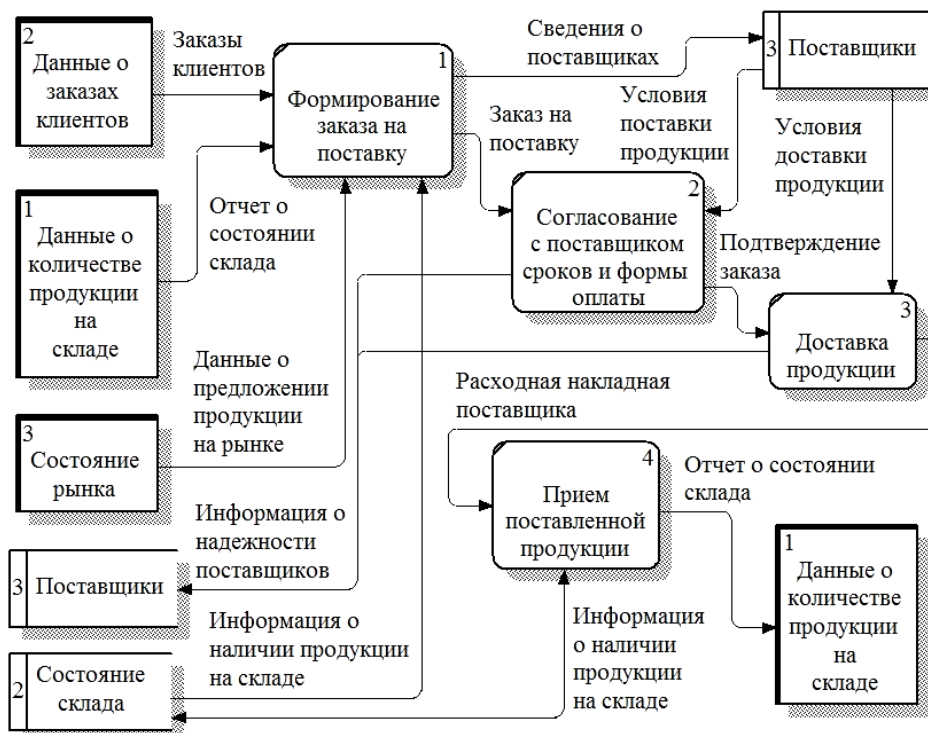 2
Данные о
заказах
клиентов
Заказы
клиентов
1
Формирование
заказа на
поставку
Сведения о
поставщиках
3
Поставщики
Заказ на
поставку
Условия
поставки
продукции
Условия
доставки
продукции
1
Данные о
количестве
продукции
на
складе
Отчет о
состоянии
склада
2
Согласование
с поставщиком
сроков и формы
оплаты
Подтверждение
заказа
3
Доставка
продукции
Данные о
предложении
продукции
на рынке
3
Состояние
рынка
Расходная накладная
поставщика
4
Прием
поставленной
продукции
Отчет о состоянии
склада
Информация о
надежности
поставщиков
3
Поставщики
1
Данные о
количестве
продукции
на
складе
Информация о
наличии продукции
на складе
2
Состояние
склада
Информация
о наличии
продукции
на складе